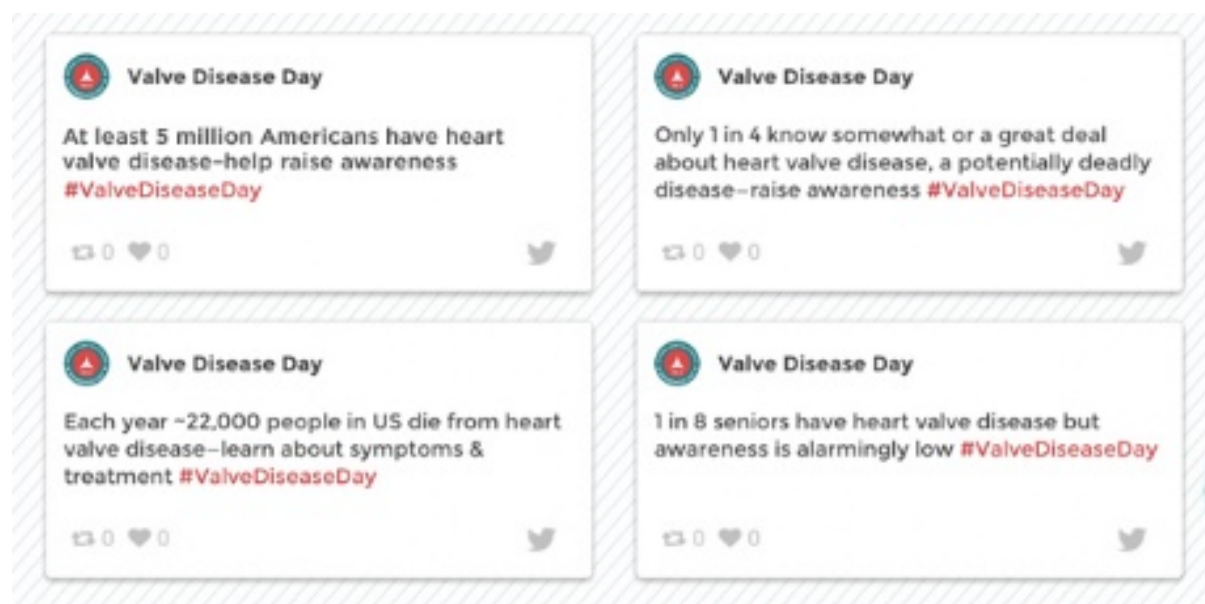 Valve Disease Day
At least 5 million Americans have heart
valve disease–help raise awareness
#ValveDiseaseDay
0 0
Valve Disease Day
Only 1 in 4 know somewhat or a great deal
about heart valve disease, a potentially deadly
disease—raise awareness #ValveDiseaseDay
0 0
Valve Disease Day
Each year ~22,000 people in US die from heart
valve disease—learn about symptoms &
treatment #ValveDiseaseDay
0 0
Valve Disease Day
1 in 8 seniors have heart valve disease but
awareness is alarmingly low #ValveDiseaseDay
0 0